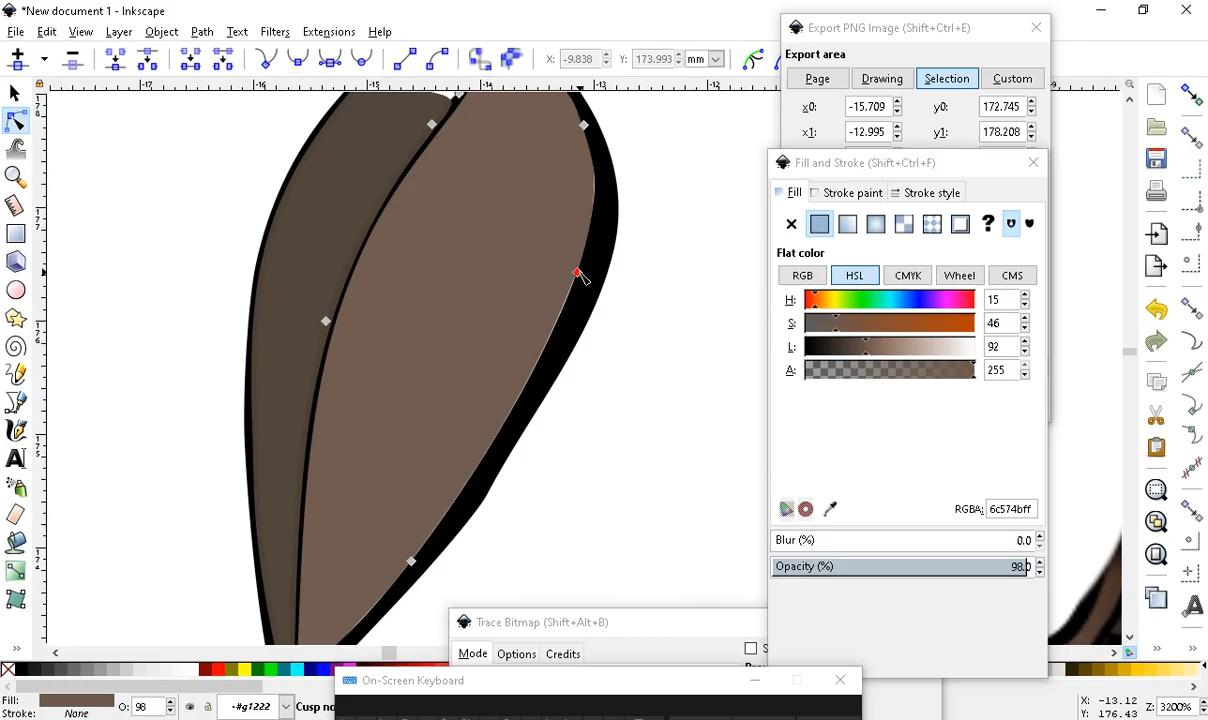 *New document 1 - Inkscape
File Edit View Layer Object Path Text Filters Extensions Help
X: -9.838 Y: 173.993 mm
Export PNG Image (Shift+Ctrl+E)
Export area
Page Drawing Selection Custom
x0: -15.709 y0: 172.745
x1: -12.995 y1: 178.208
Fill and Stroke (Shift+Ctrl+F)
Fill Stroke paint Stroke style
Flat color
RGB HSL CMYK Wheel CMS
H: 15
S: 46
L: 92
A: 255
RGBA: 6c574bff
Blur (%) 0.0
Opacity (%) 98.0
Trace Bitmap (Shift+Alt+B)
Mode Options Credits
On-Screen Keyboard
Fill:
Stroke: None
O: 98
#g1222
Cusp no
X: -13.12
Y: 176.43
Z: 3200%